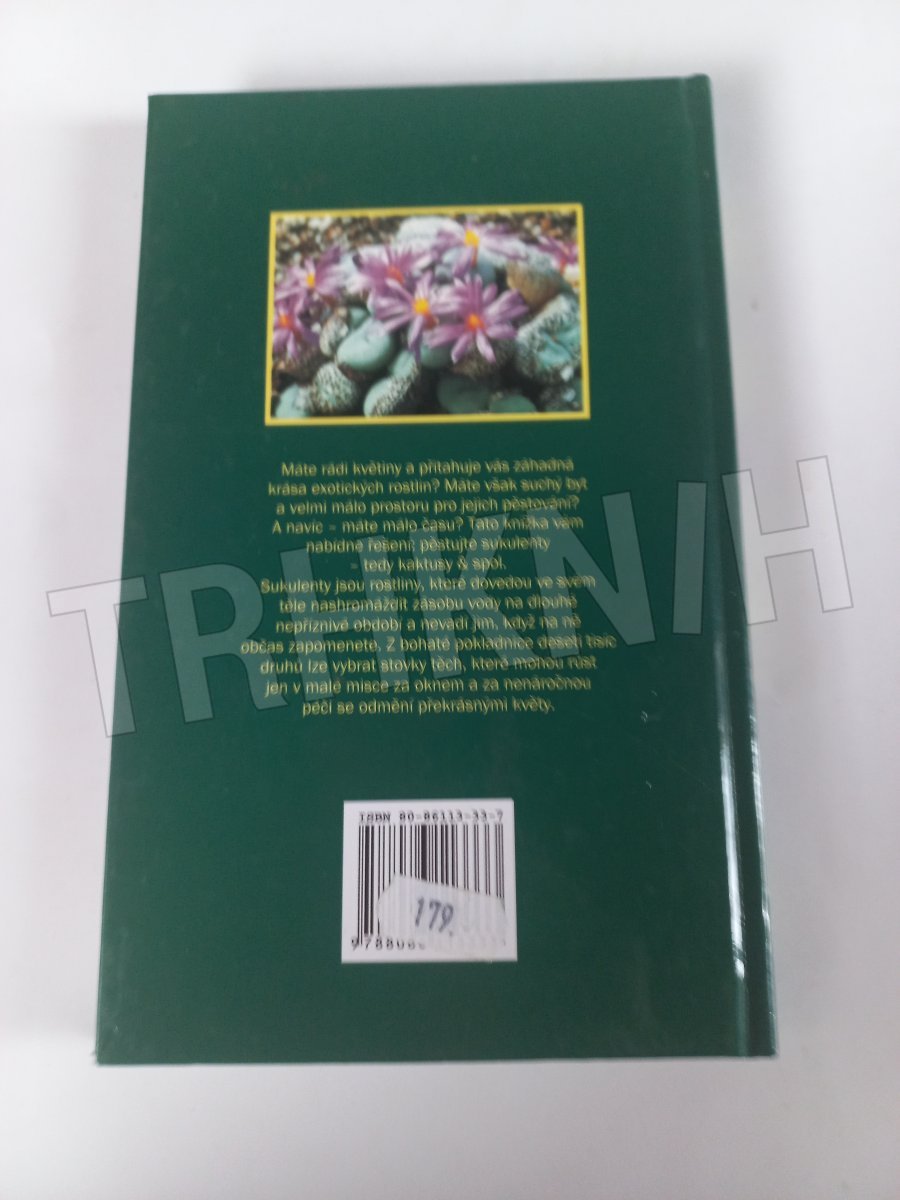 Máte rádi květiny a přitahuje vás záhadná
krása exotických rostlin? Máte však suchý byt
a velmi málo prostoru pro jejich pěstování?
A navíc – máte málo času? Tato knížka vám
nabídne řešení: pěstujte sukulenty
– tedy kaktusy & spol.
Sukulenty jsou rostliny, které dovedou ve svém
těle nashromáždit zásobu vody na dlouhé
nepříznivé období a nevadí jim, když na ně
občas zapomenete. Z bohaté pokladnice deseti tisíc
druhů lze vybrat stovky těch, které mohou růst
jen v malé misce za oknem a za nenáročnou
péči se odmění překrásnými květy.
TRHKNIH
ISBN 80-86113-33-7
179